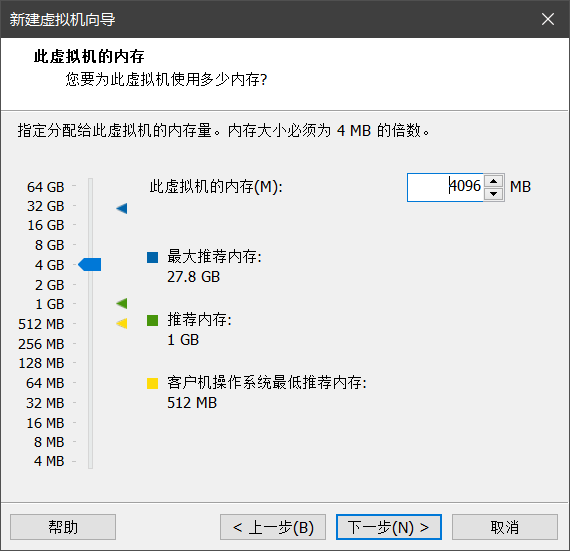 新建虚拟机向导
此虚拟机的内存
您要为此虚拟机使用多少内存?
指定分配给此虚拟机的内存量。内存大小必须为 4 MB 的倍数。
64 GB
32 GB
16 GB
8 GB
4 GB
2 GB
1 GB
512 MB
256 MB
128 MB
64 MB
32 MB
16 MB
8 MB
4 MB
此虚拟机的内存(M): 4096 MB
最大推荐内存:
27.8 GB
推荐内存:
1 GB
客户机操作系统最低推荐内存:
512 MB
帮助 < 上一步(B) 下一步(N) > 取消